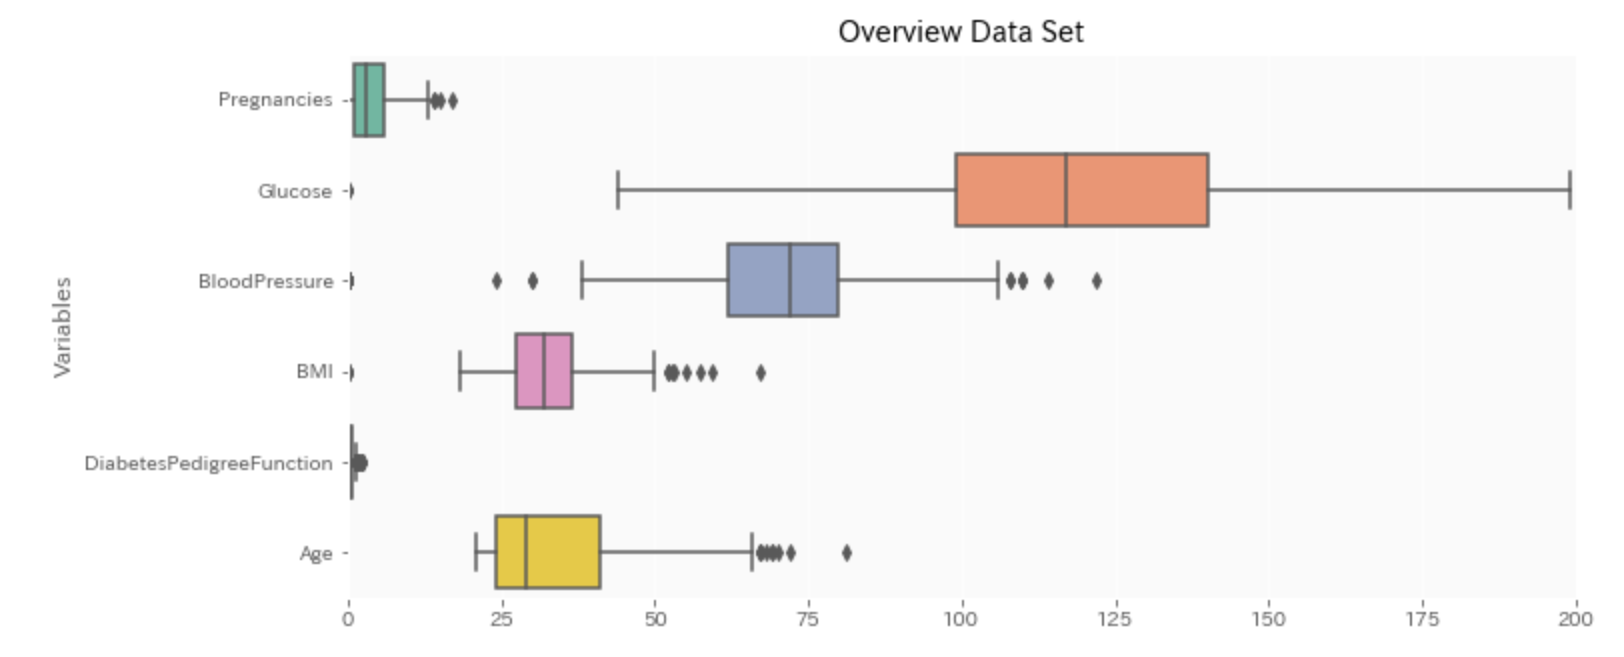 Overview Data Set
Pregnancies
Glucose
BloodPressure
BMI
DiabetesPedigreeFunction
Age
Variables
0 25 50 75 100 125 150 175 200